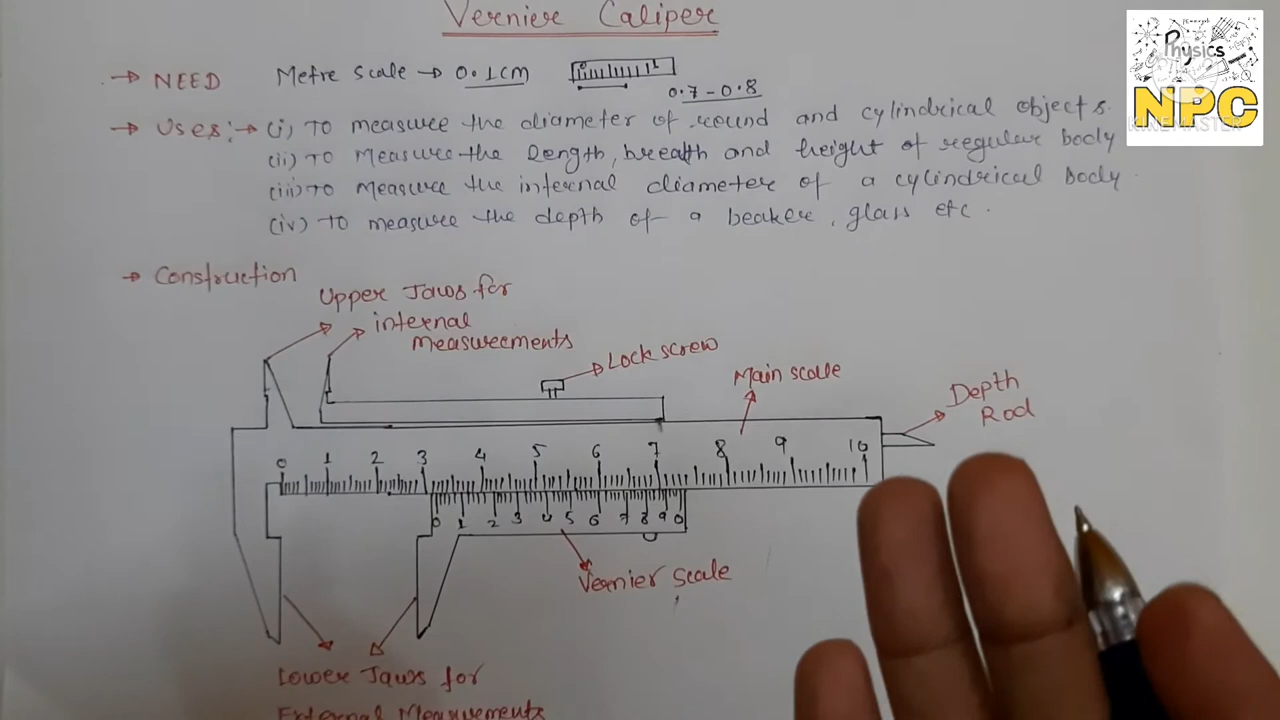 Vernier Caliper
Physics
NPC
KINEMASTER
→ NEED Metre scale → 0.1cm 0 1
0.7 - 0.8
→ Uses:→ (i) To measure the diameter of round and cylindrical objects.
(ii) To measure the length, breath and height of regular body
(iii) to measure the internal diameter of a cylindrical body.
(iv) to measure the depth of a beaker, glass etc.
→ Construction
Upper Jaws for
internal
measurements
Lock screw
Main scale
Depth
Rod
0 1 2 3 4 5 6 7 8 9 10
0 1 2 3 4 5 6 7 8 9 0
Vernier scale
Lower Jaws for
External Measurements